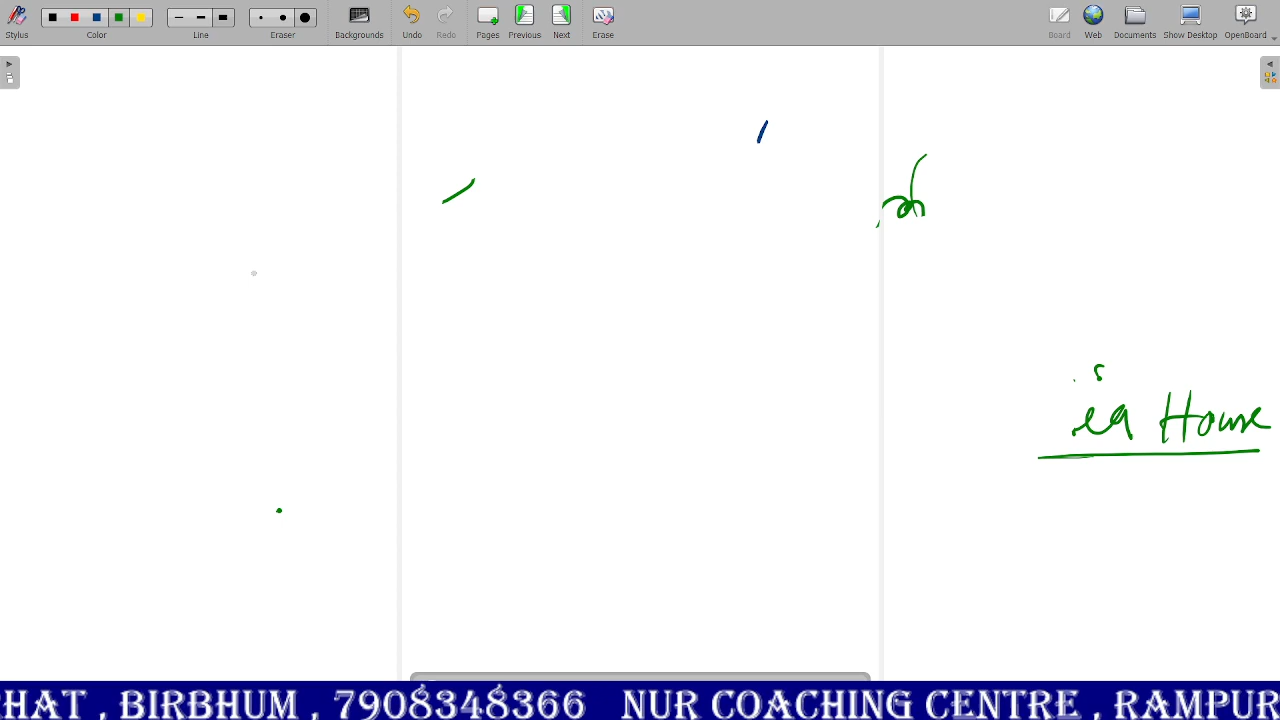 Stylus Color Line Eraser Backgrounds Undo Redo Pages Previous Next Erase Board Web Documents Show Desktop OpenBoard
s
ea House
HAT , BIRBHUM , 7908348366 NUR COACHING CENTRE , RAMPUR